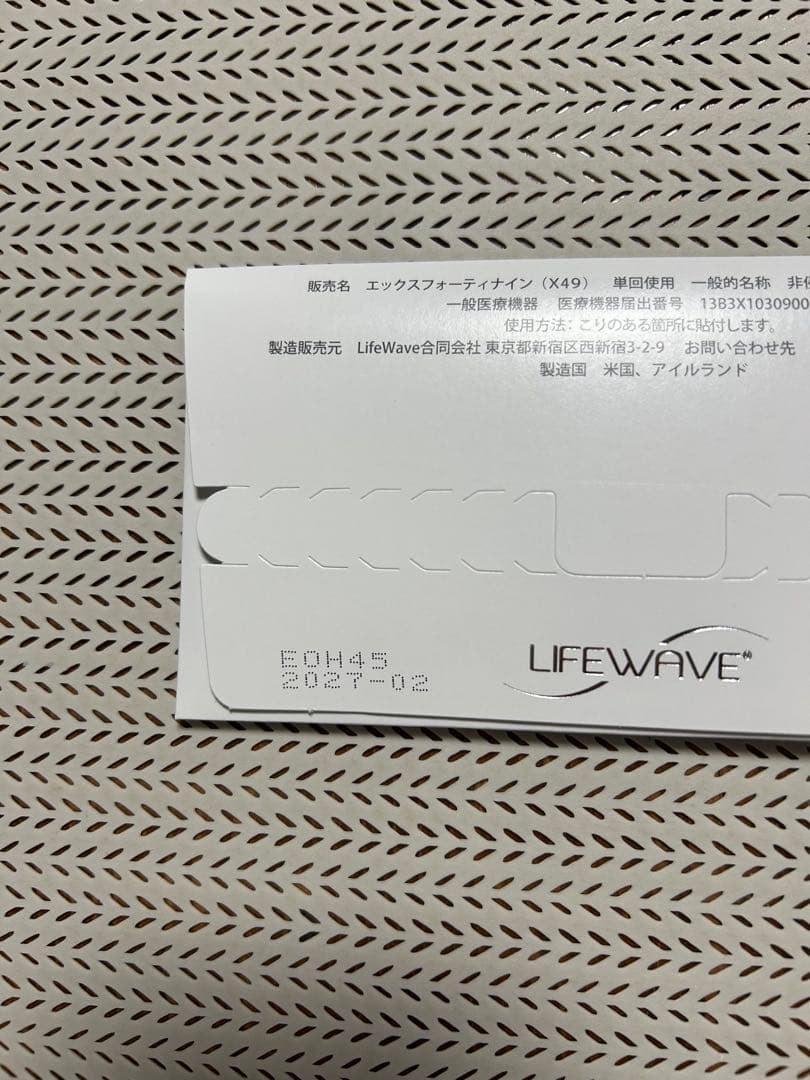 販売名 エックスフォーティナイン（X49） 単回使用 一般的名称 非
一般医療機器 医療機器届出番号 13B3X1030900
使用方法：こりのある箇所に貼付します。
製造販売元 LifeWave合同会社 東京都新宿区西新宿3-2-9 お問い合わせ先
製造国 米国、アイルランド
LIFEWAVE
EOH45
2027-02